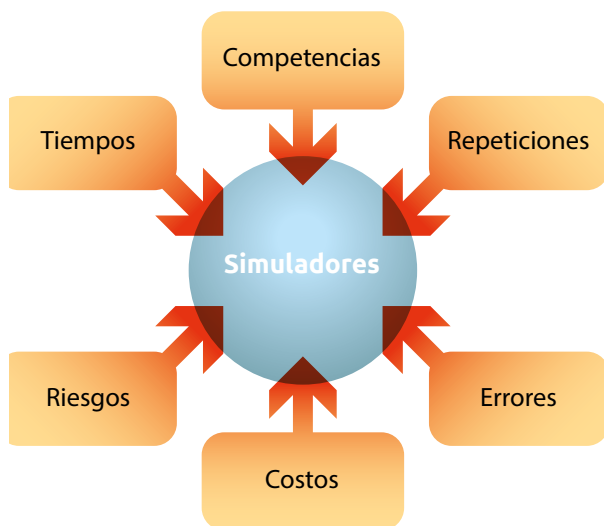 Competencias
Tiempos
Repeticiones
Simuladores
Riesgos
Errores
Costos